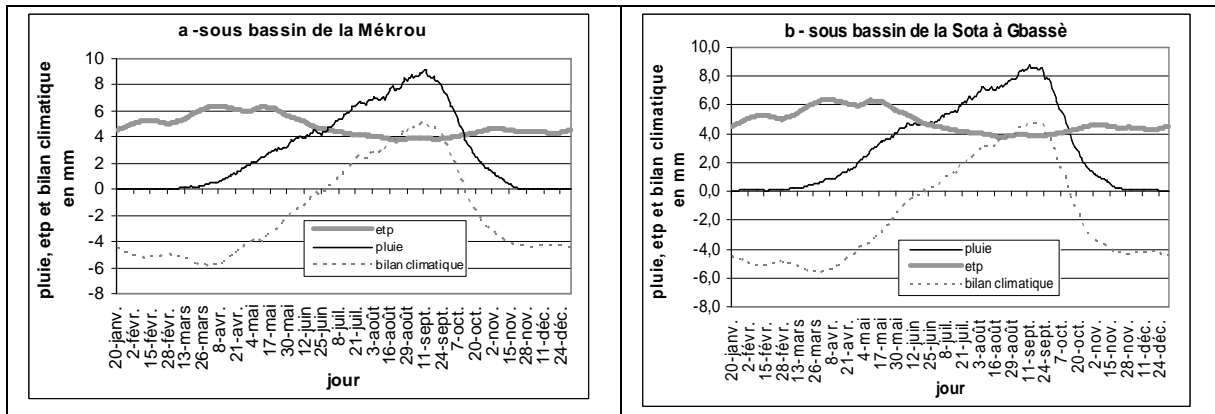 a -sous bassin de la Mékrou
pluie, etp et bilan climatique
en mm
10
8
6
4
2
0
-2
-4
-6
-8
etp
pluie
bilan climatique
20-janv.
2-févr.
15-févr.
28-févr.
13-mars
26-mars
8-avr.
21-avr.
4-mai
17-mai
30-mai
12-juin
25-juin
8-juil.
21-juil.
3-août
16-août
29-août
11-sept.
24-sept.
7-oct.
20-oct.
2-nov.
15-nov.
28-nov.
11-déc.
24-déc.
jour
b - sous bassin de la Sota à Gbassè
pluie, etp et bilan climatique
en mm
10,0
8,0
6,0
4,0
2,0
0,0
-2,0
-4,0
-6,0
-8,0
pluie
etp
bilan climatique
20-janv.
2-févr.
15-févr.
28-févr.
13-mars
26-mars
8-avr.
21-avr.
4-mai
17-mai
30-mai
12-juin
25-juin
8-juil.
21-juil.
3-août
16-août
29-août
11-sept.
24-sept.
7-oct.
20-oct.
2-nov.
15-nov.
28-nov.
11-déc.
24-déc.
jour